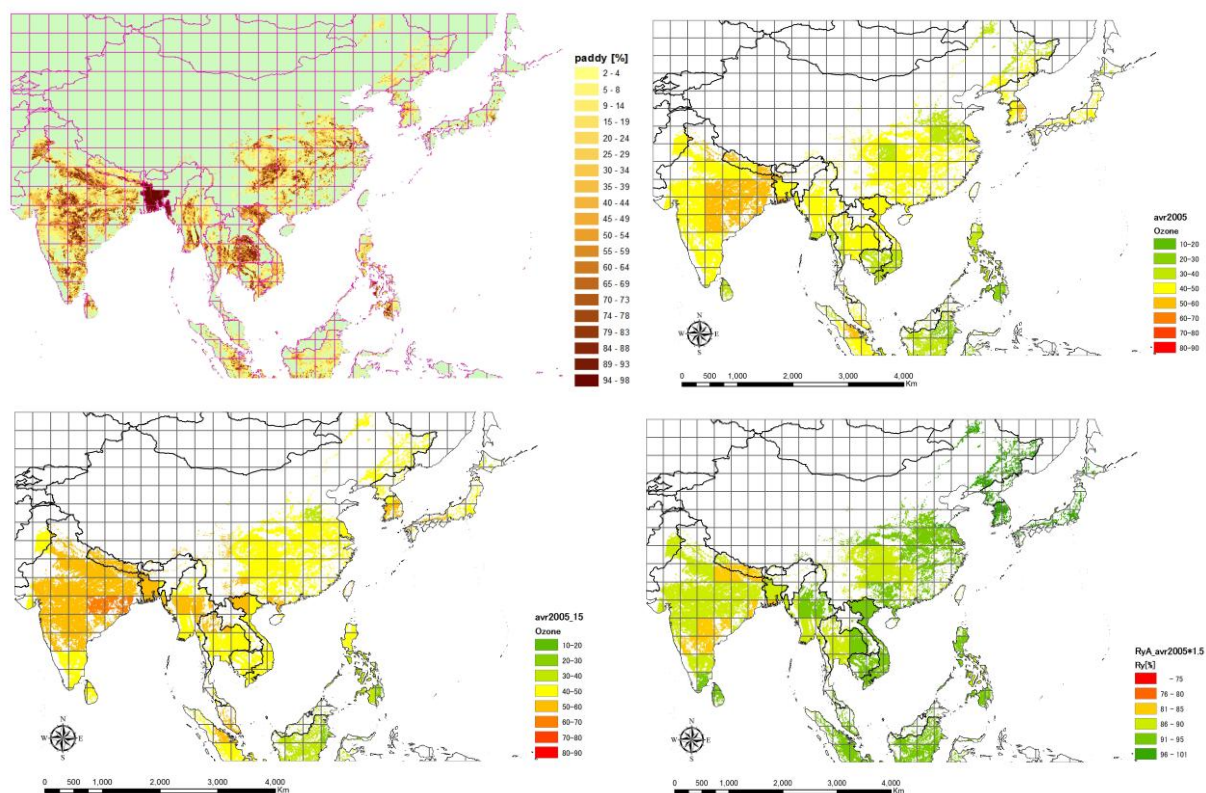 paddy [%]
2 - 4
5 - 8
9 - 14
15 - 19
20 - 24
25 - 29
30 - 34
35 - 39
40 - 44
45 - 49
50 - 54
55 - 59
60 - 64
65 - 69
70 - 73
74 - 78
79 - 83
84 - 88
89 - 93
94 - 98
avr2005
Ozone
10-20
20-30
30-40
40-50
50-60
60-70
70-80
80-90
N
W E
S
0 500 1,000 2,000 3,000 4,000
Km
avr2005_15
Ozone
10-20
20-30
30-40
40-50
50-60
60-70
70-80
80-90
N
W E
S
0 500 1,000 2,000 3,000 4,000
Km
RyA_avr2005*1.5
Ry[%]
- 75
76 - 80
81 - 85
86 - 90
91 - 95
96 - 101
N
W E
S
0 500 1,000 2,000 3,000 4,000
Km